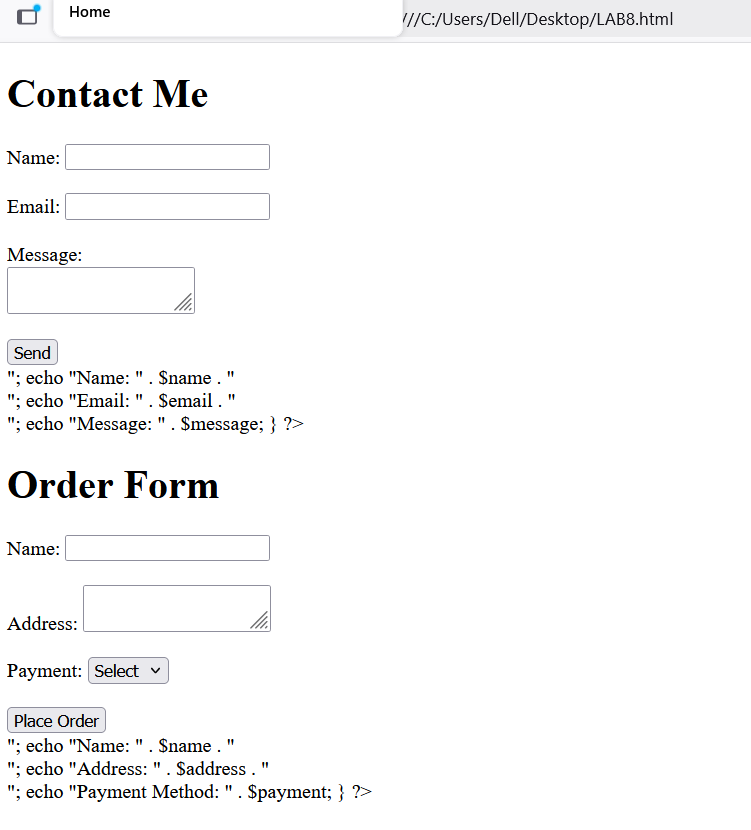 Home
///C:/Users/Dell/Desktop/LAB8.html
Contact Me
Name:
Email:
Message:
Send
"; echo "Name: " . $name . "
"; echo "Email: " . $email . "
"; echo "Message: " . $message; } ?>
Order Form
Name:
Address:
Payment: Select
Place Order
"; echo "Name: " . $name . "
"; echo "Address: " . $address . "
"; echo "Payment Method: " . $payment; } ?>